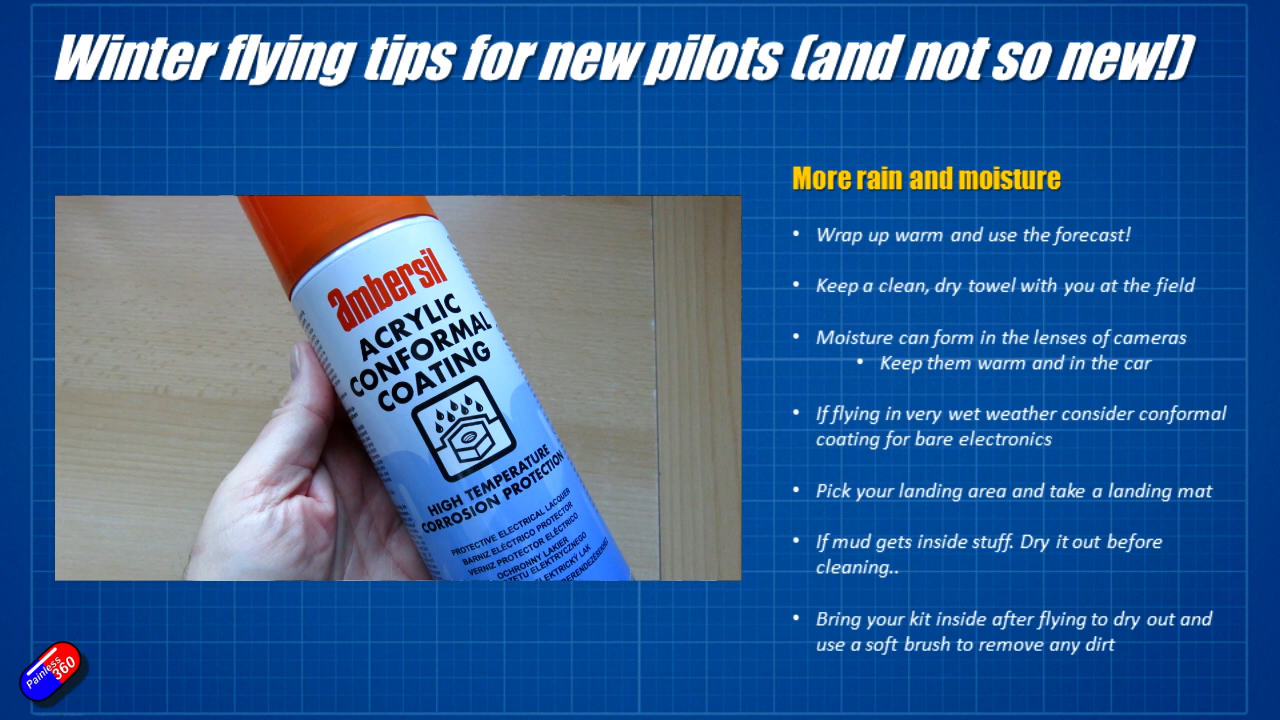 Winter flying tips for new pilots (and not so new!)
More rain and moisture
• Wrap up warm and use the forecast!
• Keep a clean, dry towel with you at the field
• Moisture can form in the lenses of cameras
• Keep them warm and in the car
• If flying in very wet weather consider conformal
coating for bare electronics
• Pick your landing area and take a landing mat
• If mud gets inside stuff. Dry it out before
cleaning..
• Bring your kit inside after flying to dry out and
use a soft brush to remove any dirt
ambersil
ACRYLIC
CONFORMAL
COATING
HIGH TEMPERATURE
CORROSION PROTECTION
PROTECTIVE ELECTRICAL LACQUER
BARNIZ ELÉCTRICO PROTECTOR
VERNIZ PROTECTOR ELÉCTRICO
OCHRONNY LAKIER
ELEKTRYCZNEGO
ELEKTRICKÝ LAK
Painless
360